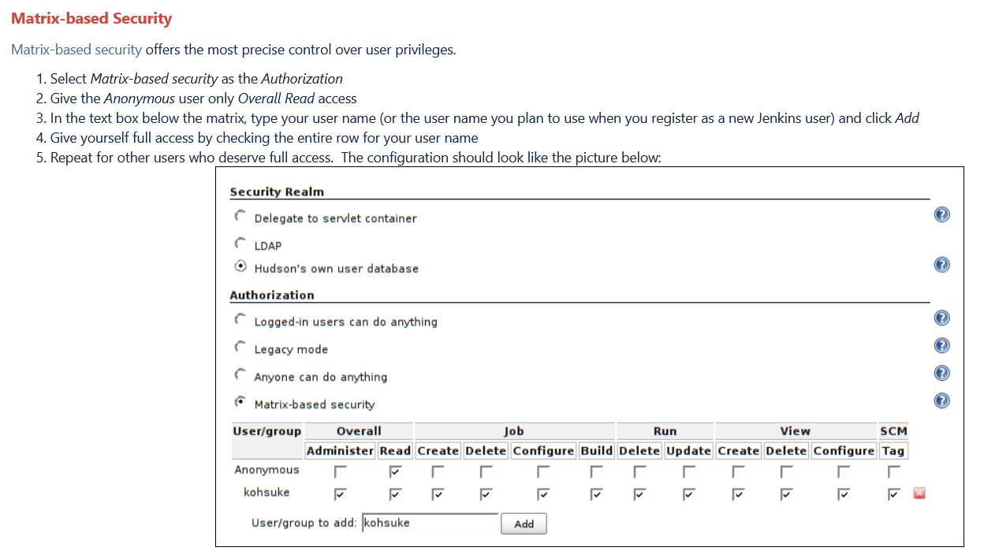 Matrix-based Security
Matrix-based security offers the most precise control over user privileges.
1. Select Matrix-based security as the Authorization
2. Give the Anonymous user only Overall Read access
3. In the text box below the matrix, type your user name (or the user name you plan to use when you register as a new Jenkins user) and click Add
4. Give yourself full access by checking the entire row for your user name
5. Repeat for other users who deserve full access. The configuration should look like the picture below:
Security Realm
Delegate to servlet container
LDAP
Hudson's own user database
Authorization
Logged-in users can do anything
Legacy mode
Anyone can do anything
Matrix-based security
User/group Overall Job Run View SCM
Administer Read Create Delete Configure Build Delete Update Create Delete Configure Tag
Anonymous
kohsuke
User/group to add: kohsuke Add